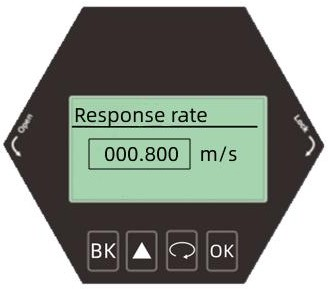 Open
Lock
Response rate
000.800 m/s
BK
OK